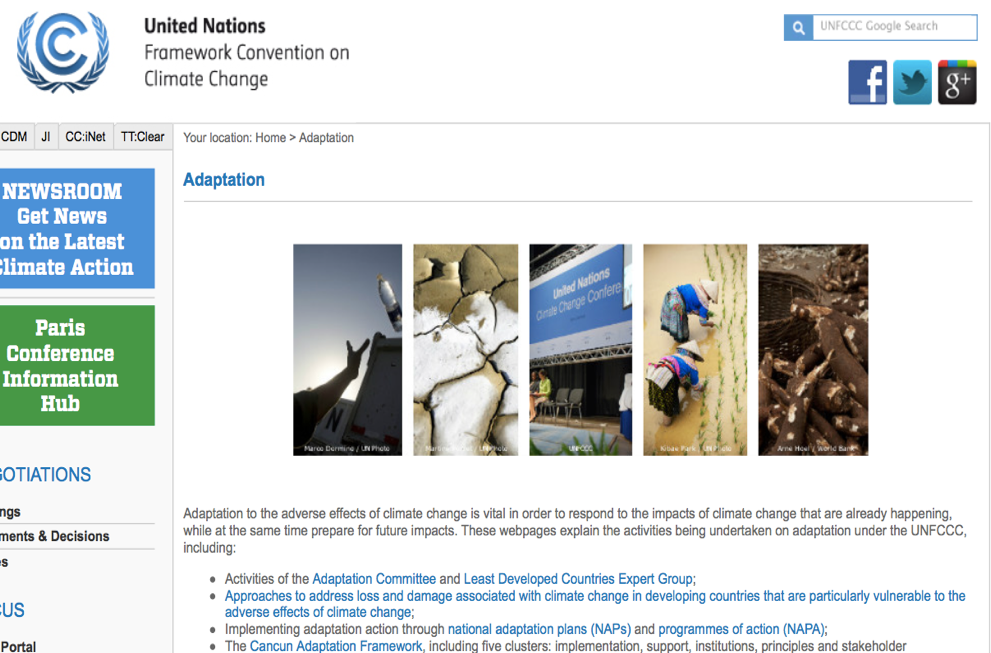 United Nations
Framework Convention on
Climate Change
UNFCCC Google Search
CDM JI CC:iNet TT:Clear
Your location: Home > Adaptation
NEWSROOM
Get News
on the Latest
Climate Action
Paris
Conference
Information
Hub
OTIATIONS
ngs
ments & Decisions
s
CUS
Portal
Adaptation
United Nations
Climate Change Confere
N
Marco Dormino / UN Photo
UNFCCC
Kibae Park / UN Photo
Arne Hoel / World Bank
Adaptation to the adverse effects of climate change is vital in order to respond to the impacts of climate change that are already happening,
while at the same time prepare for future impacts. These webpages explain the activities being undertaken on adaptation under the UNFCCC,
including:
Activities of the Adaptation Committee and Least Developed Countries Expert Group;
Approaches to address loss and damage associated with climate change in developing countries that are particularly vulnerable to the
adverse effects of climate change;
Implementing adaptation action through national adaptation plans (NAPs) and programmes of action (NAPA);
The Cancun Adaptation Framework, including five clusters: implementation, support, institutions, principles and stakeholder